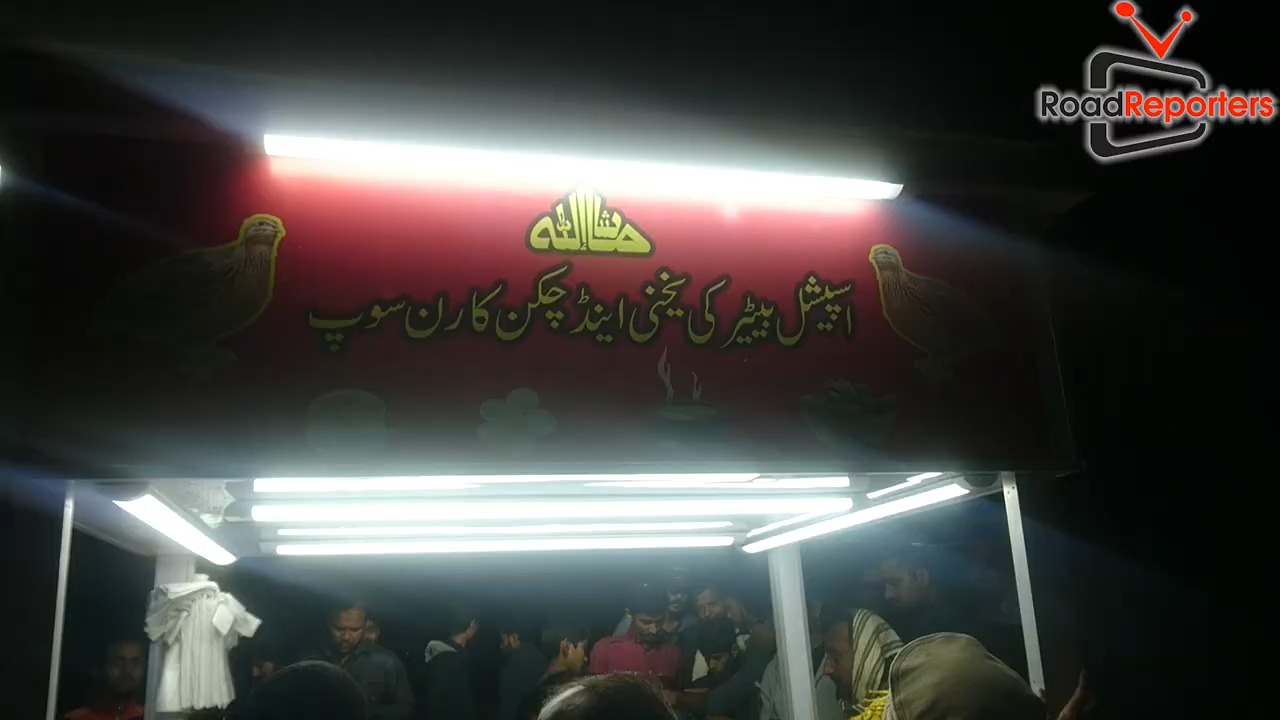 RoadReporters
ماشاءاللہ
اسپیشل بیٹیر کی یخنی اینڈ چکن کارن سوپ